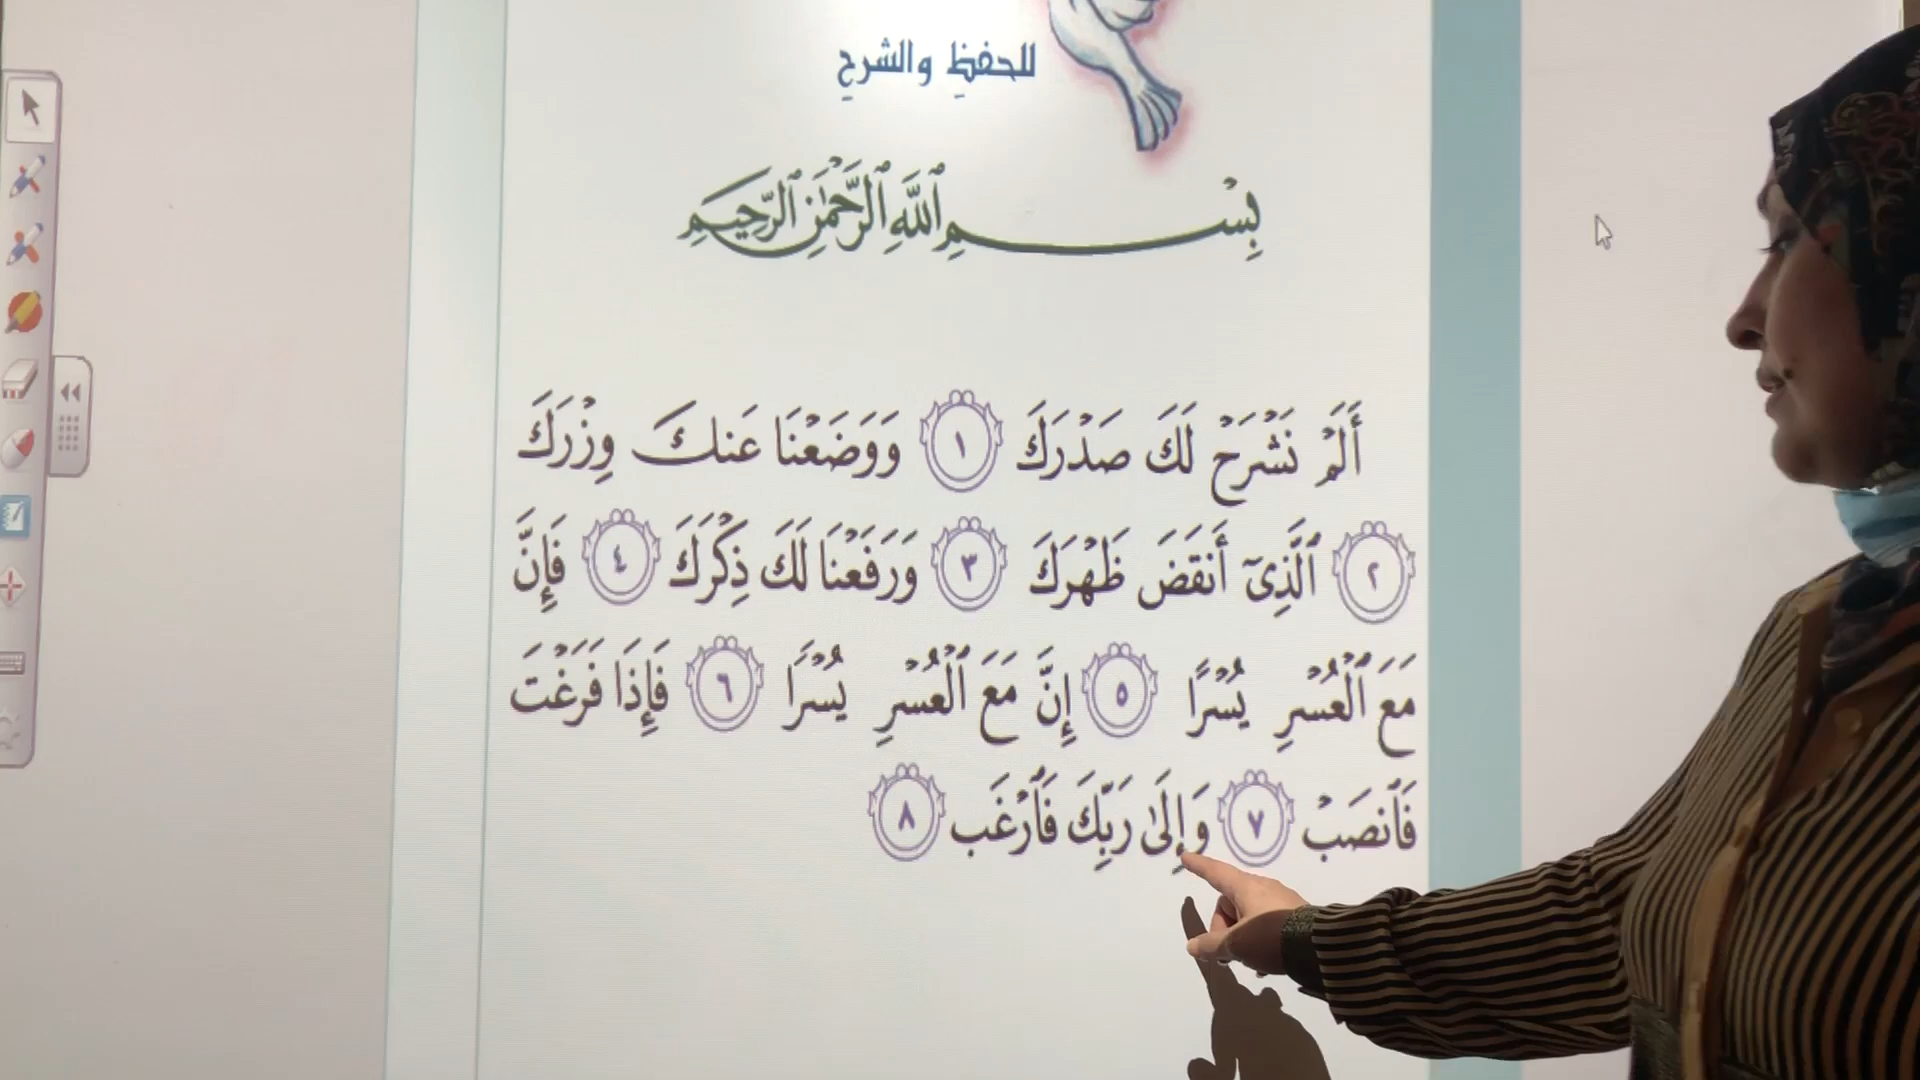 للحفظِ والشرحِ
بِسْمِ ٱللَّهِ ٱلرَّحْمَٰنِ ٱلرَّحِيمِ
أَلَمْ نَشْرَحْ لَكَ صَدْرَكَ ١ وَوَضَعْنَا عَنكَ وِزْرَكَ
٢ ٱلَّذِىٓ أَنقَضَ ظَهْرَكَ ٣ وَرَفَعْنَا لَكَ ذِكْرَكَ ٤ فَإِنَّ
مَعَ ٱلْعُسْرِ يُسْرًا ٥ إِنَّ مَعَ ٱلْعُسْرِ يُسْرًا ٦ فَإِذَا فَرَغْتَ
فَٱنصَبْ ٧ وَإِلَىٰ رَبِّكَ فَٱرْغَب ٨